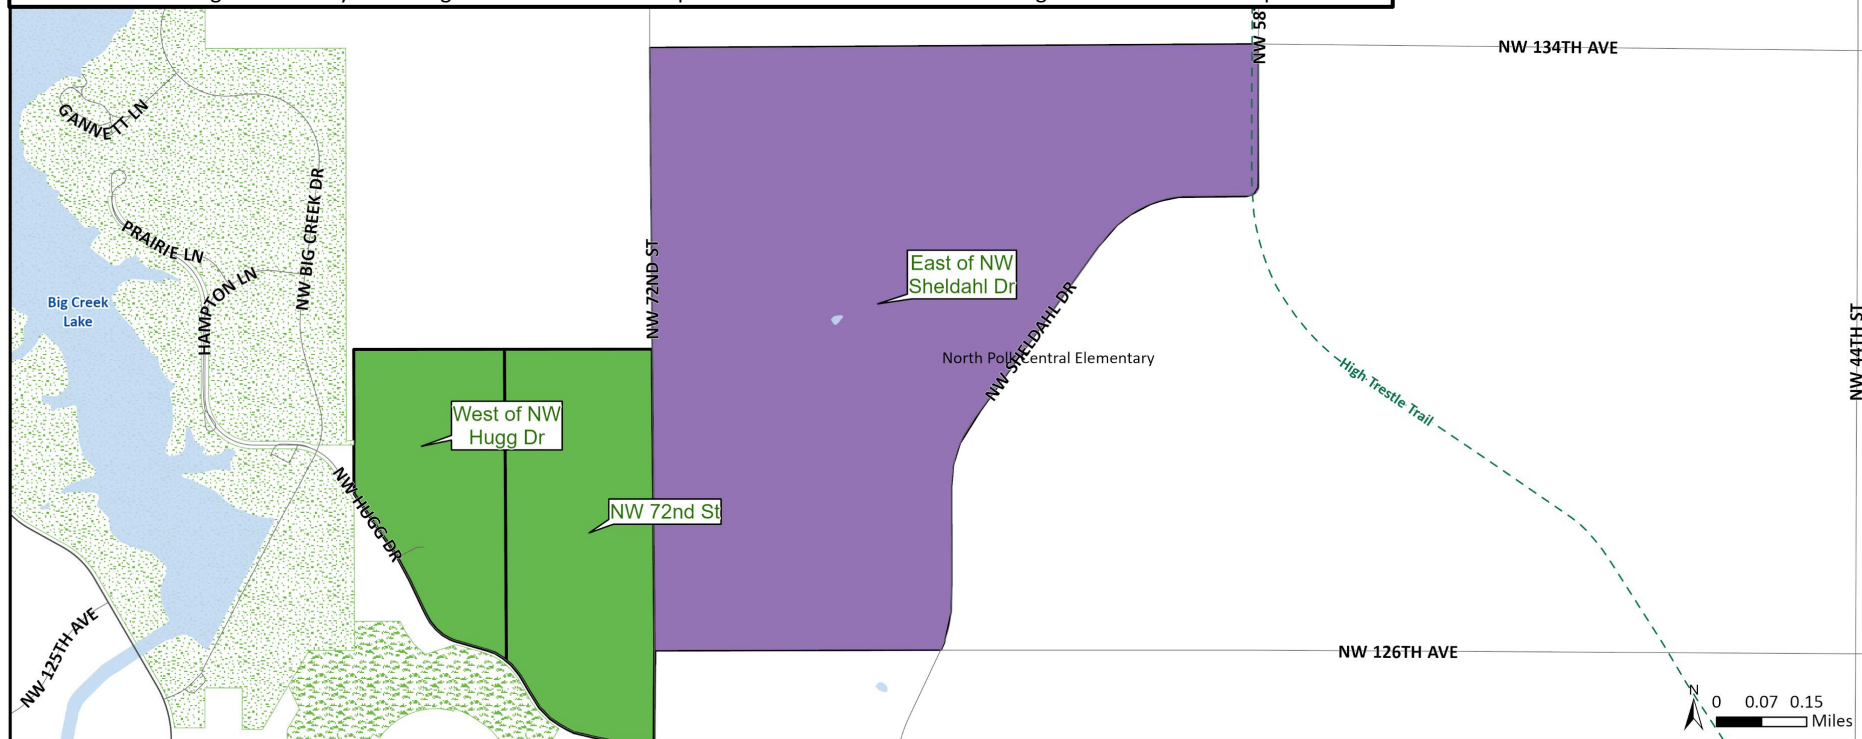 NW 58
NW 134TH AVE
GANNETT LN
NW BIG CREEK DR
PRAIRIE LN
HAMPTON LN
NW 72ND ST
East of NW
Sheldahl Dr
Big Creek
Lake
NW SHELDAHL DR
North Polk Central Elementary
High Trestle Trail
NW 44TH ST
West of NW
Hugg Dr
NW HUGG DR
NW 72nd St
NW 125TH AVE
NW 126TH AVE
N
0 0.07 0.15
Miles